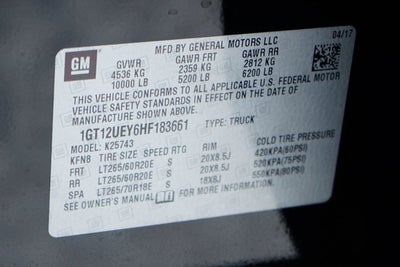 GM
MFD BY GENERAL MOTORS LLC
04/17
GVWR GAWR FRT GAWR RR
4536 KG 2359 KG 2812 KG
10000 LB 5200 LB 6200 LB
THIS VEHICLE CONFORMS TO ALL APPLICABLE U.S. FEDERAL MOTOR
VEHICLE SAFETY STANDARDS IN EFFECT ON THE DATE OF
MANUFACTURE SHOWN ABOVE.
1GT12UEY6HF183661 TYPE: TRUCK
MODEL: K25743
KFNB TIRE SIZE SPEED RTG RIM COLD TIRE PRESSURE
FRT LT265/60R20E S 20X8.5J 420KPA(60PSI)
RR LT265/60R20E S 20X8.5J 520KPA(75PSI)
SPA LT265/70R18E S 18X8J 550KPA(80PSI)
SEE OWNER'S MANUAL FOR MORE INFORMATION.